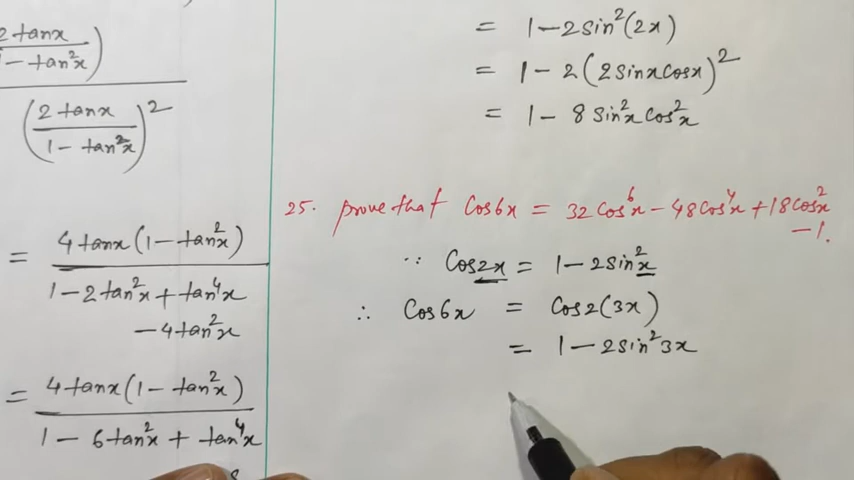 2tanx
1 - tan²x)
(2tanx
1 - tan²x)²
= 4tanx(1 - tan²x)
1 - 2tan²x + tan⁴x
- 4tan²x
= 4tanx(1 - tan²x)
1 - 6tan²x + tan⁴x
= 1 - 2sin²(2x)
= 1 - 2(2sinxcosx)²
= 1 - 8sin²x cos²x
25. prove that Cos6x = 32cos⁶x - 48cos⁴x + 18cos²x
- 1.
∵ Cos2x = 1 - 2sin²x
∴ Cos6x = Cos2(3x)
= 1 - 2sin²3x